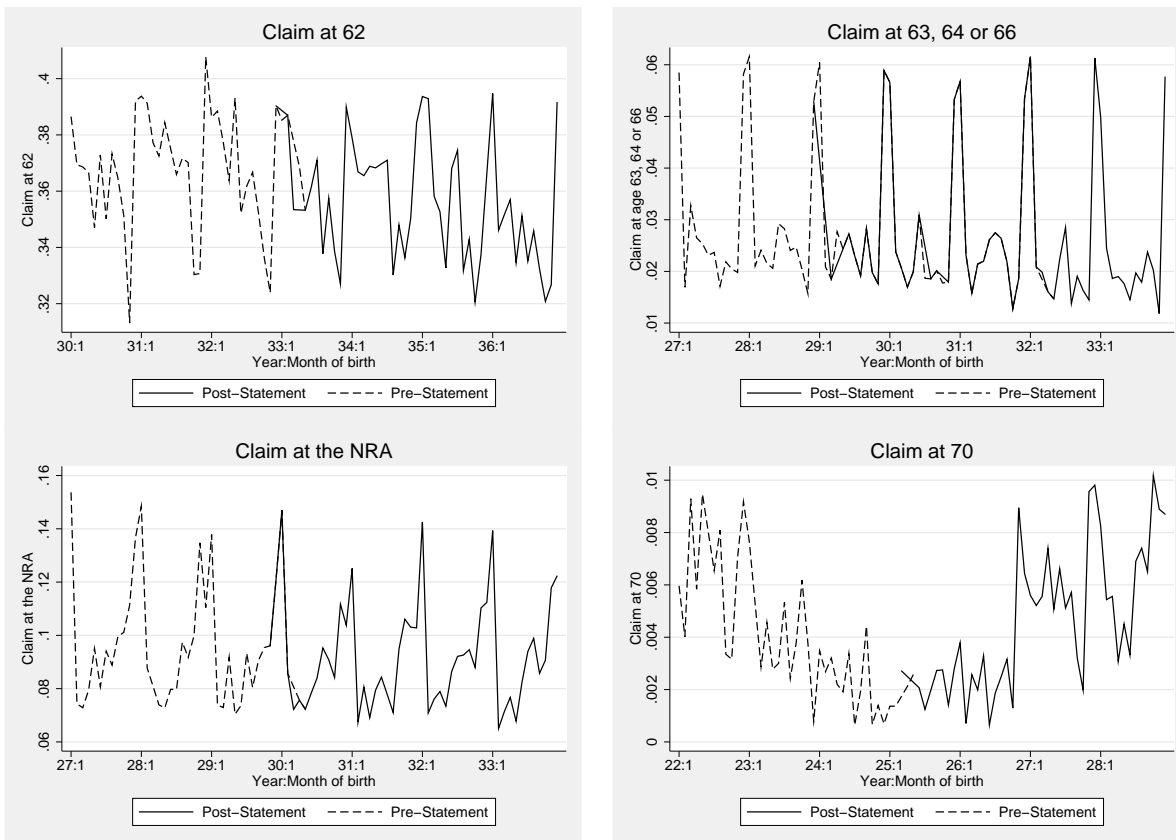 Claim at 62
Claim at 62
.4
.38
.36
.34
.32
30:1 31:1 32:1 33:1 34:1 35:1 36:1
Year:Month of birth
Post−Statement Pre−Statement
Claim at 63, 64 or 66
Claim at age 63, 64 or 66
.06
.05
.04
.03
.02
.01
27:1 28:1 29:1 30:1 31:1 32:1 33:1
Year:Month of birth
Post−Statement Pre−Statement
Claim at the NRA
Claim at the NRA
.16
.14
.12
.1
.08
.06
27:1 28:1 29:1 30:1 31:1 32:1 33:1
Year:Month of birth
Post−Statement Pre−Statement
Claim at 70
Claim at 70
.01
.008
.006
.004
.002
0
22:1 23:1 24:1 25:1 26:1 27:1 28:1
Year:Month of birth
Post−Statement Pre−Statement